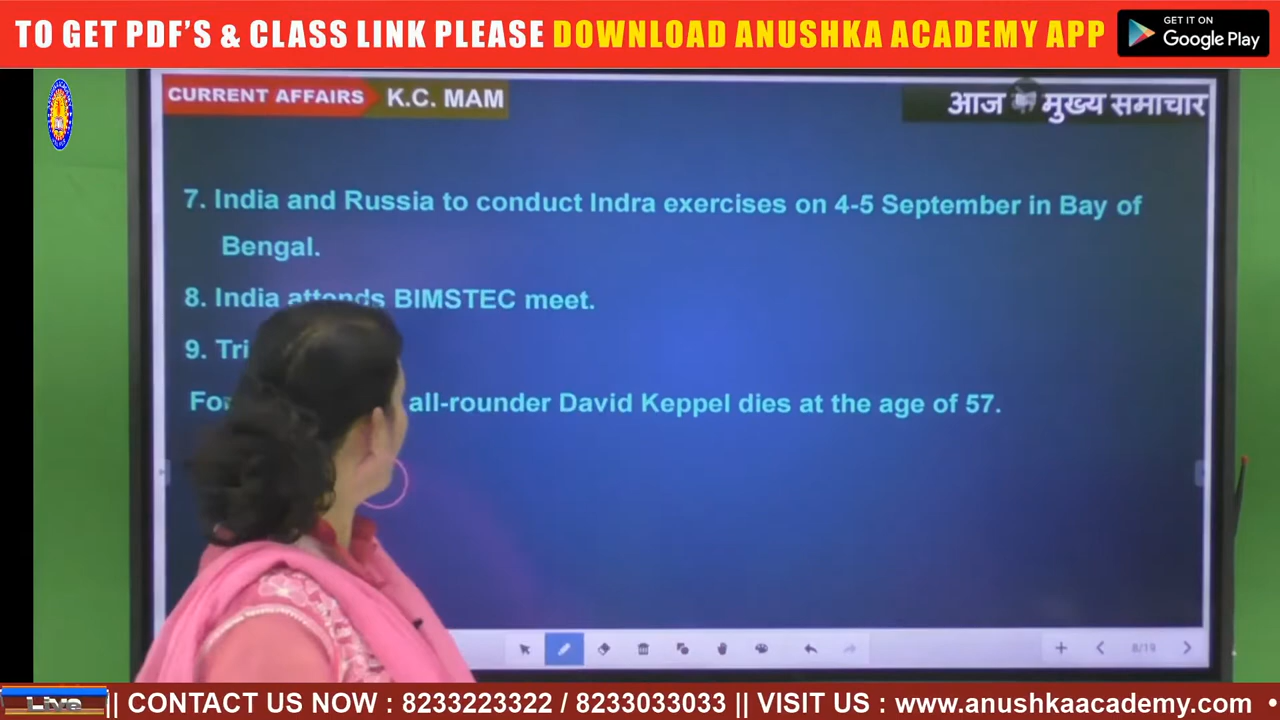 TO GET PDF'S & CLASS LINK PLEASE DOWNLOAD ANUSHKA ACADEMY APP
GET IT ON
Google Play
CURRENT AFFAIRS K.C. MAM
आज मुख्य समाचार
7. India and Russia to conduct Indra exercises on 4-5 September in Bay of
Bengal.
8. India attends BIMSTEC meet.
9. Tri
all-rounder David Keppel dies at the age of 57.
8/19
Live || CONTACT US NOW : 8233223322 / 8233033033 || VISIT US : www.anushkaacademy.com •